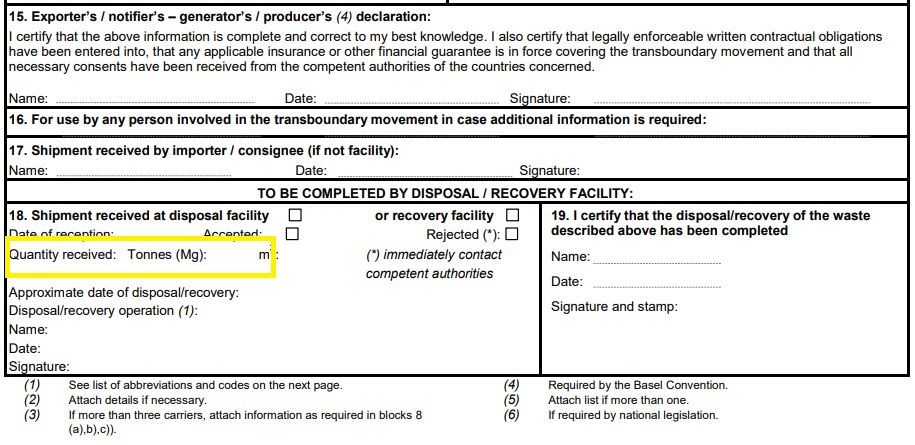 15. Exporter's / notifier's – generator's / producer's (4) declaration:
I certify that the above information is complete and correct to my best knowledge. I also certify that legally enforceable written contractual obligations
have been entered into, that any applicable insurance or other financial guarantee is in force covering the transboundary movement and that all
necessary consents have been received from the competent authorities of the countries concerned.
Name: Date: Signature:
16. For use by any person involved in the transboundary movement in case additional information is required:
17. Shipment received by importer / consignee (if not facility):
Name: Date: Signature:
TO BE COMPLETED BY DISPOSAL / RECOVERY FACILITY:
18. Shipment received at disposal facility or recovery facility
Date of reception: Accepted: Rejected (*):
Quantity received: Tonnes (Mg): m³: (*) immediately contact
competent authorities
Approximate date of disposal/recovery:
Disposal/recovery operation (1):
Name:
Date:
Signature:
19. I certify that the disposal/recovery of the waste
described above has been completed
Name:
Date:
Signature and stamp:
(1) See list of abbreviations and codes on the next page.
(2) Attach details if necessary.
(3) If more than three carriers, attach information as required in blocks 8
(a),b),c)).
(4) Required by the Basel Convention.
(5) Attach list if more than one.
(6) If required by national legislation.